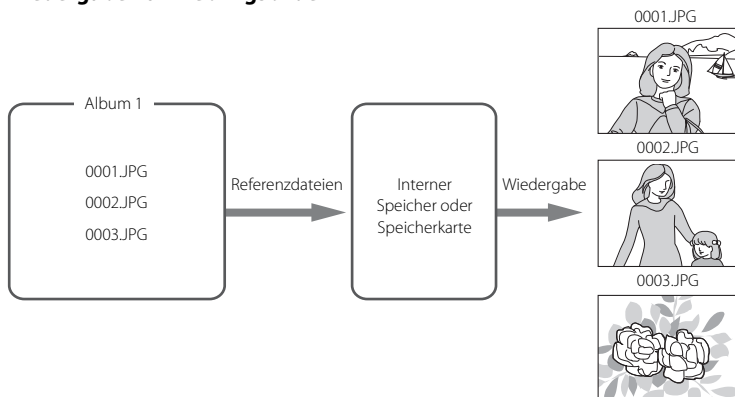 0001.JPG
Album 1
0001.JPG
0002.JPG
0003.JPG
Referenzdateien
Interner
Speicher oder
Speicherkarte
Wiedergabe
0002.JPG
0003.JPG